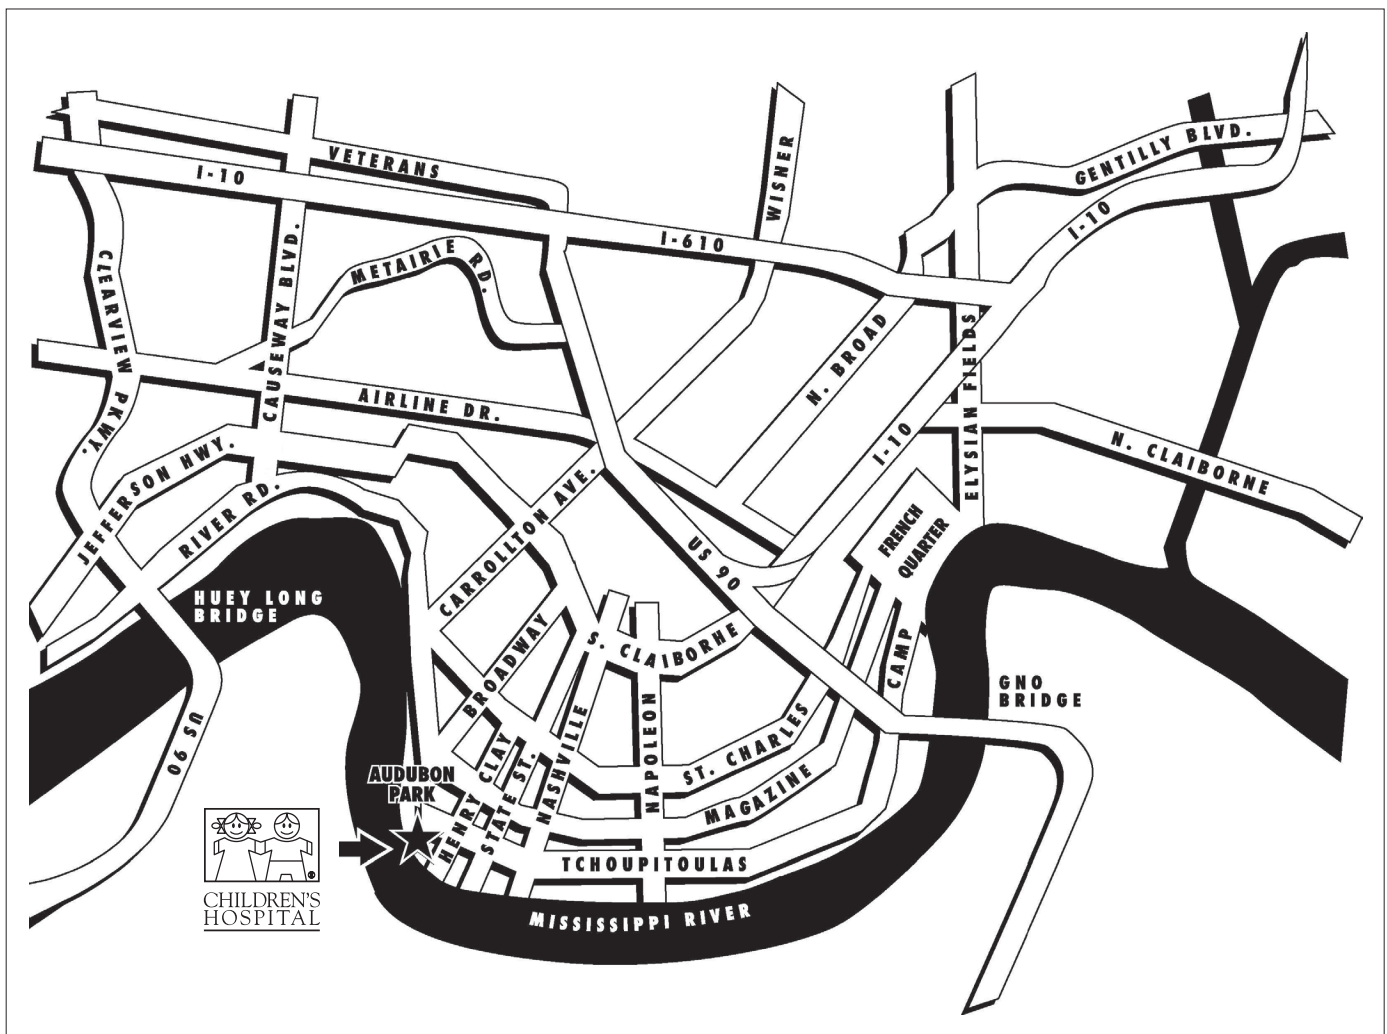 VETERANS
I-10
WISNER
GENTILLY BLVD.
I-10
I-610
CLEARVIEW PKWY.
CAUSEWAY BLVD.
METAIRIE RD.
N. BROAD
ELYSIAN FIELDS
AIRLINE DR.
I-10
N. CLAIBORNE
JEFFERSON HWY.
RIVER RD.
CARROLLTON AVE.
US 90
FRENCH
QUARTER
HUEY LONG
BRIDGE
BROADWAY
S. CLAIBORHE
CAMP
GNO
BRIDGE
US 90
HENRY CLAY
STATE ST.
NASHVILLE
NAPOLEON
ST. CHARLES
MAGAZINE
AUDUBON
PARK
TCHOUPITOULAS
CHILDREN'S
HOSPITAL
MISSISSIPPI RIVER
®